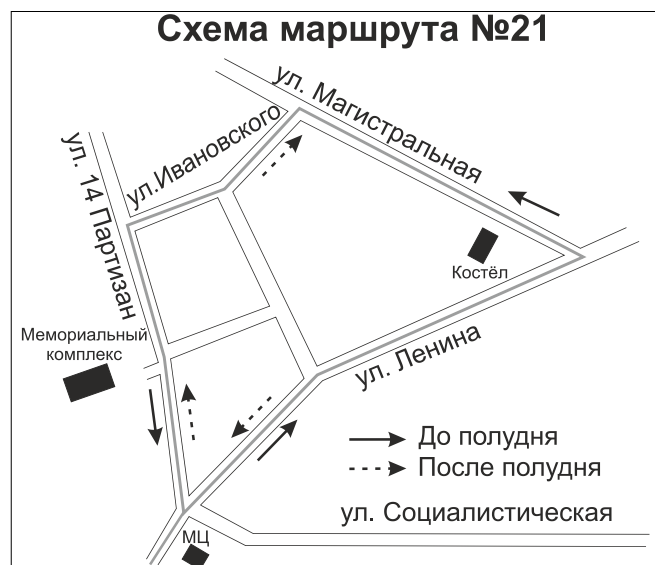 Схема маршрута №21
ул. Магистральная
ул.Ивановского
ул. 14 Партизан
Костёл
Мемориальный
комплекс
ул. Ленина
До полудня
После полудня
ул. Социалистическая
МЦ